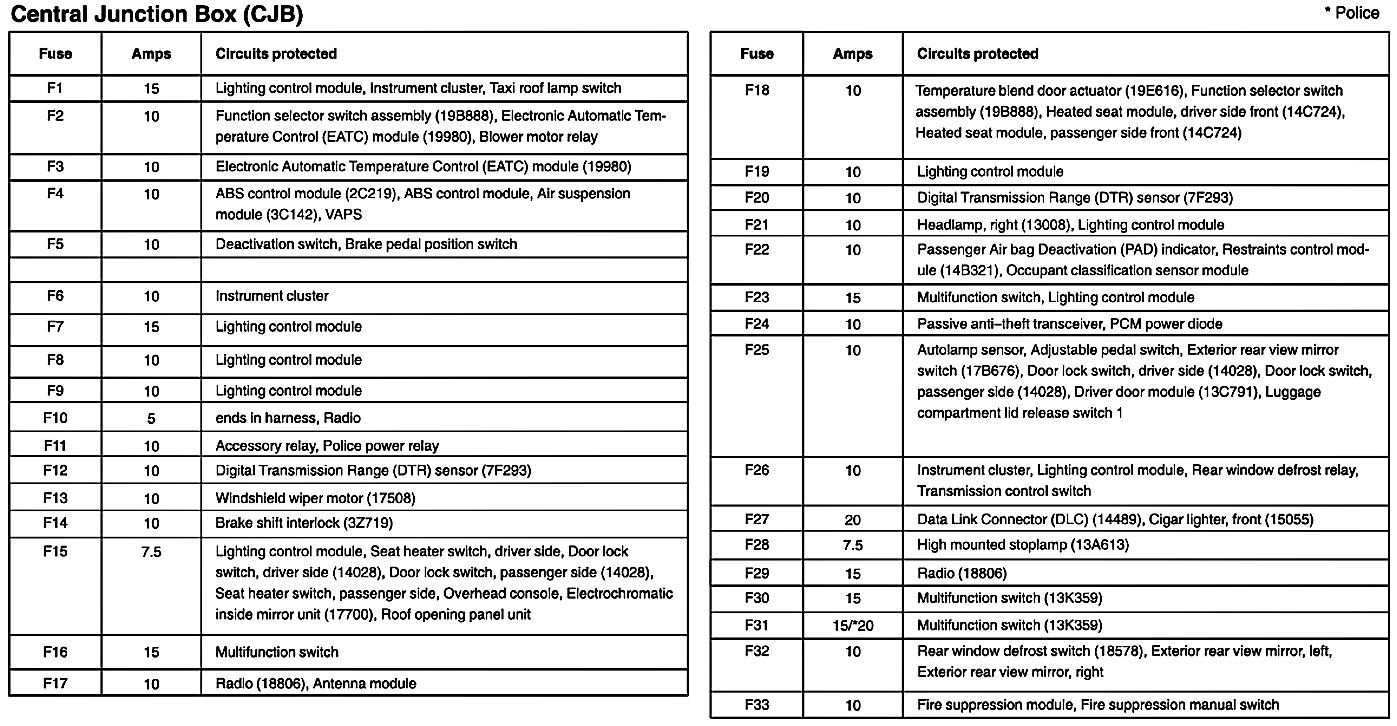 Central Junction Box (CJB)
* Police
Fuse Amps Circuits protected
F1 15 Lighting control module, Instrument cluster, Taxi roof lamp switch
F2 10 Function selector switch assembly (19B888), Electronic Automatic Tem-
perature Control (EATC) module (19980), Blower motor relay
F3 10 Electronic Automatic Temperature Control (EATC) module (19980)
F4 10 ABS control module (2C219), ABS control module, Air suspension
module (3C142), VAPS
F5 10 Deactivation switch, Brake pedal position switch
F6 10 Instrument cluster
F7 15 Lighting control module
F8 10 Lighting control module
F9 10 Lighting control module
F10 5 ends in harness, Radio
F11 10 Accessory relay, Police power relay
F12 10 Digital Transmission Range (DTR) sensor (7F293)
F13 10 Windshield wiper motor (17508)
F14 10 Brake shift interlock (3Z719)
F15 7.5 Lighting control module, Seat heater switch, driver side, Door lock
switch, driver side (14028), Door lock switch, passenger side (14028),
Seat heater switch, passenger side, Overhead console, Electrochromatic
inside mirror unit (17700), Roof opening panel unit
F16 15 Multifunction switch
F17 10 Radio (18806), Antenna module
Fuse Amps Circuits protected
F18 10 Temperature blend door actuator (19E616), Function selector switch
assembly (19B888), Heated seat module, driver side front (14C724),
Heated seat module, passenger side front (14C724)
F19 10 Lighting control module
F20 10 Digital Transmission Range (DTR) sensor (7F293)
F21 10 Headlamp, right (13008), Lighting control module
F22 10 Passenger Air bag Deactivation (PAD) indicator, Restraints control mod-
ule (14B321), Occupant classification sensor module
F23 15 Multifunction switch, Lighting control module
F24 10 Passive anti–theft transceiver, PCM power diode
F25 10 Autolamp sensor, Adjustable pedal switch, Exterior rear view mirror
switch (17B676), Door lock switch, driver side (14028), Door lock switch,
passenger side (14028), Driver door module (13C791), Luggage
compartment lid release switch 1
F26 10 Instrument cluster, Lighting control module, Rear window defrost relay,
Transmission control switch
F27 20 Data Link Connector (DLC) (14489), Cigar lighter, front (15055)
F28 7.5 High mounted stoplamp (13A613)
F29 15 Radio (18806)
F30 15 Multifunction switch (13K359)
F31 15/*20 Multifunction switch (13K359)
F32 10 Rear window defrost switch (18578), Exterior rear view mirror, left,
Exterior rear view mirror, right
F33 10 Fire suppression module, Fire suppression manual switch